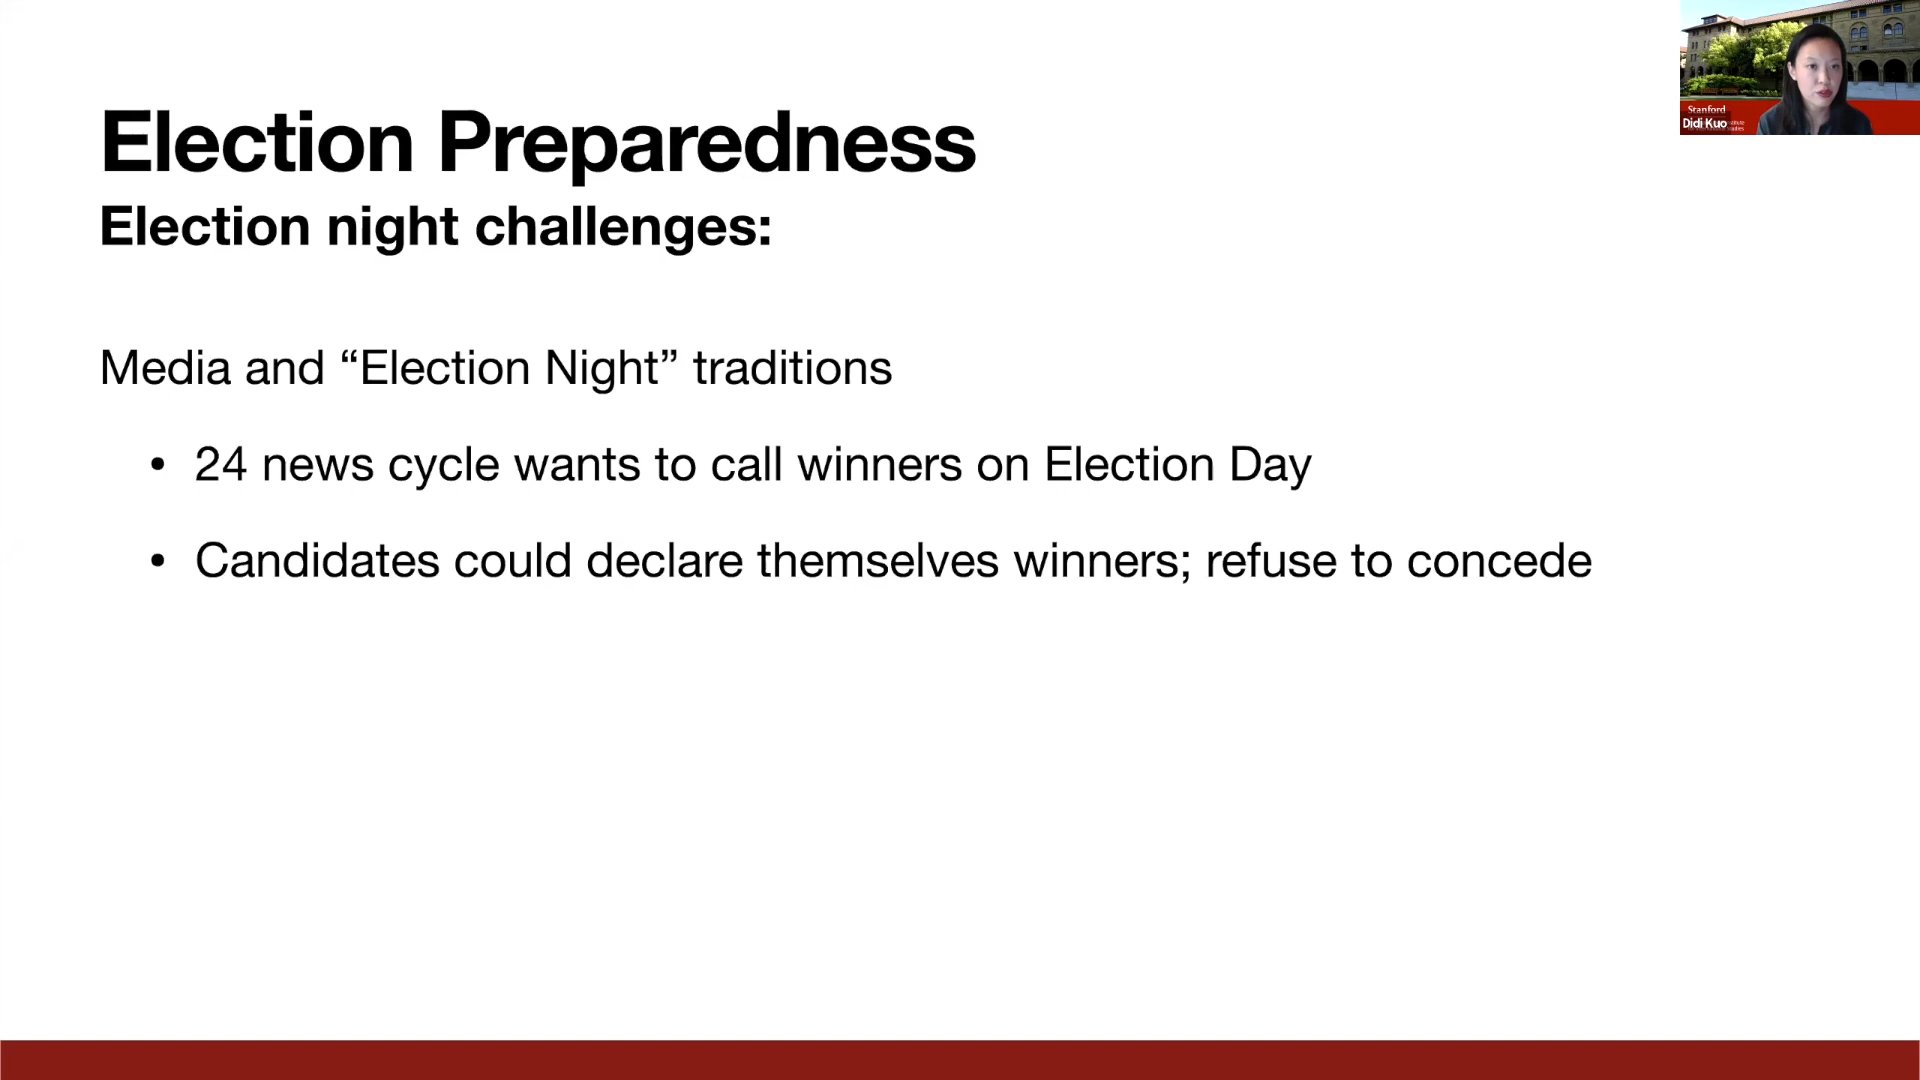 Election Preparedness
Election night challenges:
Media and “Election Night” traditions
• 24 news cycle wants to call winners on Election Day
• Candidates could declare themselves winners; refuse to concede
Stanford
Didi Kuo